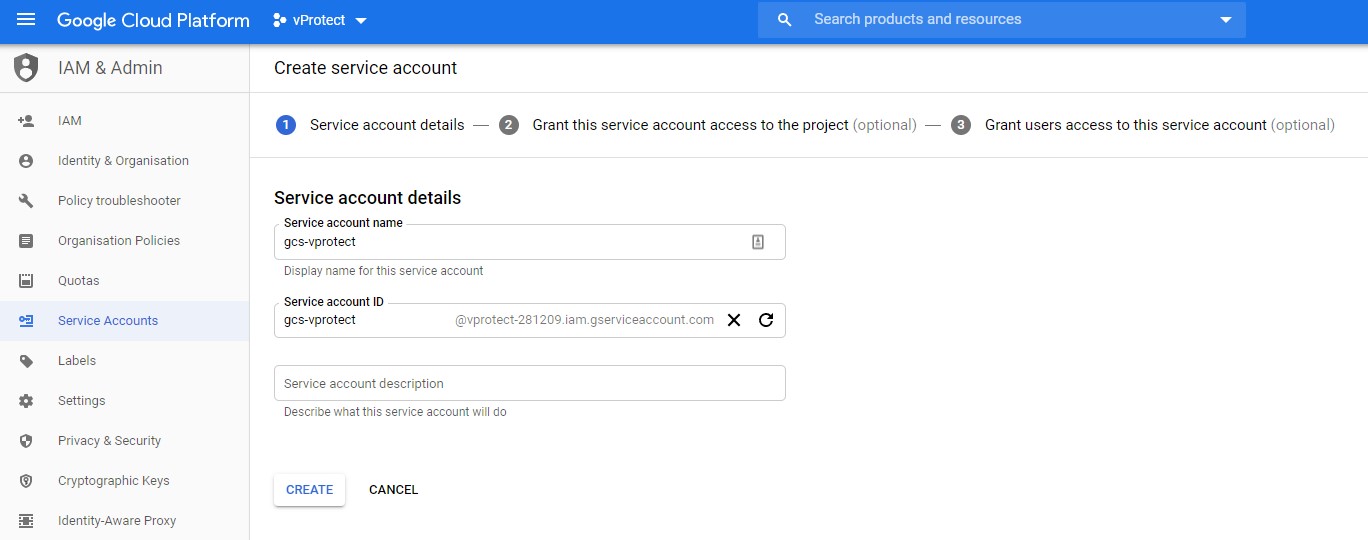 Google Cloud Platform vProtect Search products and resources
IAM & Admin
Create service account
IAM
Identity & Organisation
Policy troubleshooter
Organisation Policies
Quotas
Service Accounts
Labels
Settings
Privacy & Security
Cryptographic Keys
Identity-Aware Proxy
1 Service account details — 2 Grant this service account access to the project (optional) — 3 Grant users access to this service account (optional)
Service account details
Service account name
gcs-vprotect
Display name for this service account
Service account ID
gcs-vprotect @vprotect-281209.iam.gserviceaccount.com
Service account description
Describe what this service account will do
CREATE CANCEL